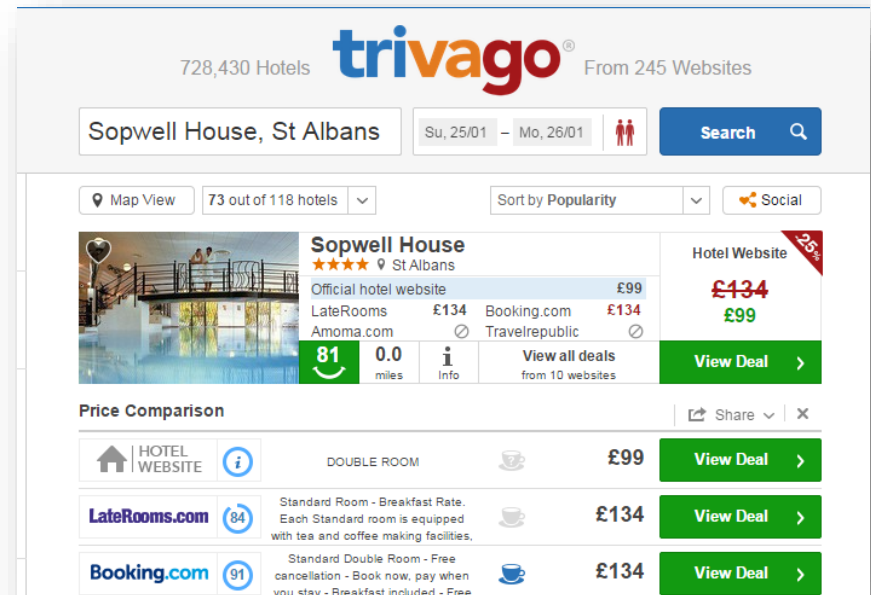 728,430 Hotels trivago® From 245 Websites
Sopwell House, St Albans Su, 25/01 – Mo, 26/01 Search
Map View 73 out of 118 hotels Sort by Popularity Social
Sopwell House
St Albans
Official hotel website £99
LateRooms £134 Booking.com £134
Amoma.com Travelrepublic
81 0.0 miles i Info View all deals from 10 websites
Hotel Website -25%
£134
£99
View Deal
Price Comparison Share
HOTEL WEBSITE i DOUBLE ROOM ? £99 View Deal
LateRooms.com 84 Standard Room - Breakfast Rate.
Each Standard room is equipped
with tea and coffee making facilities,
£134 View Deal
Booking.com 91 Standard Double Room - Free
cancellation - Book now, pay when
you stay - Breakfast included - Free
£134 View Deal